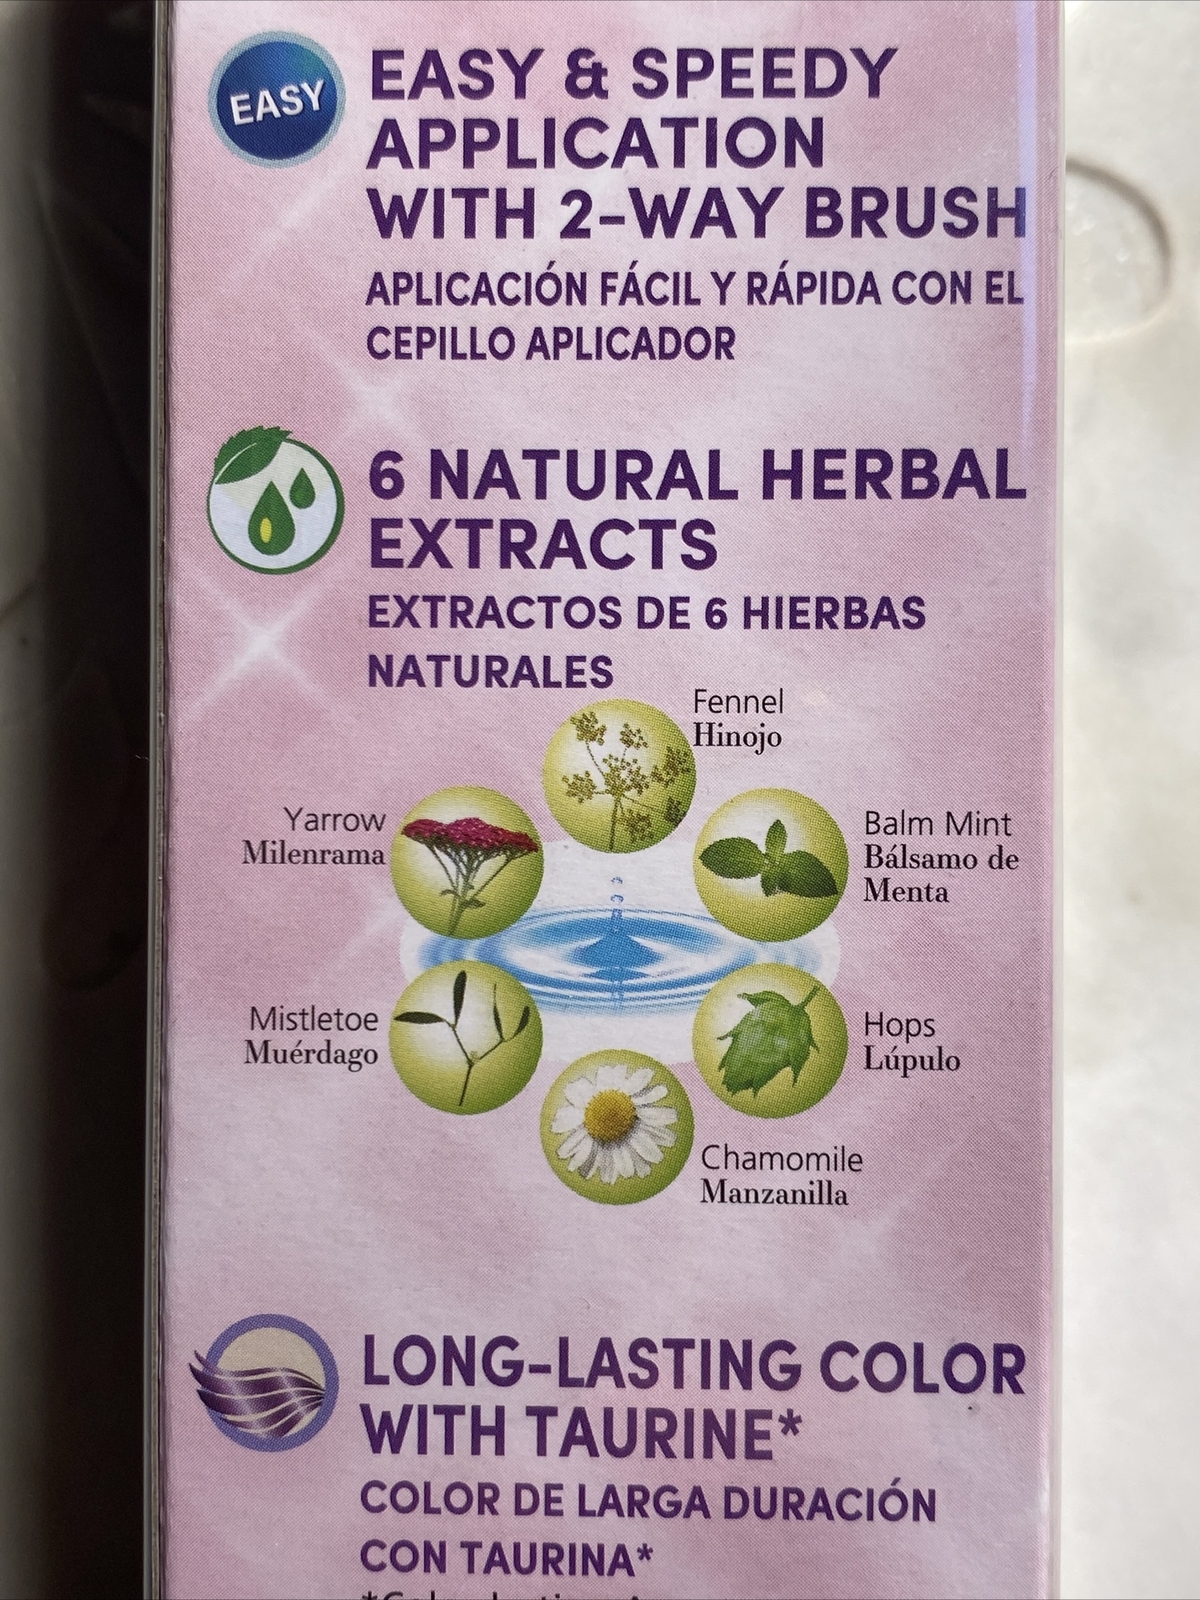 EASY
EASY & SPEEDY
APPLICATION
WITH 2-WAY BRUSH
APLICACIÓN FÁCIL Y RÁPIDA CON EL
CEPILLO APLICADOR
6 NATURAL HERBAL
EXTRACTS
EXTRACTOS DE 6 HIERBAS
NATURALES
Fennel
Hinojo
Yarrow
Milenrama
Balm Mint
Bálsamo de
Menta
Mistletoe
Muérdago
Hops
Lúpulo
Chamomile
Manzanilla
LONG-LASTING COLOR
WITH TAURINE*
COLOR DE LARGA DURACIÓN
CON TAURINA*